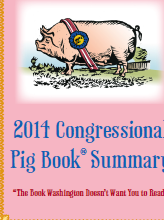 2014 Congressional
Pig Book® Summary
"The Book Washington Doesn't Want You to Read